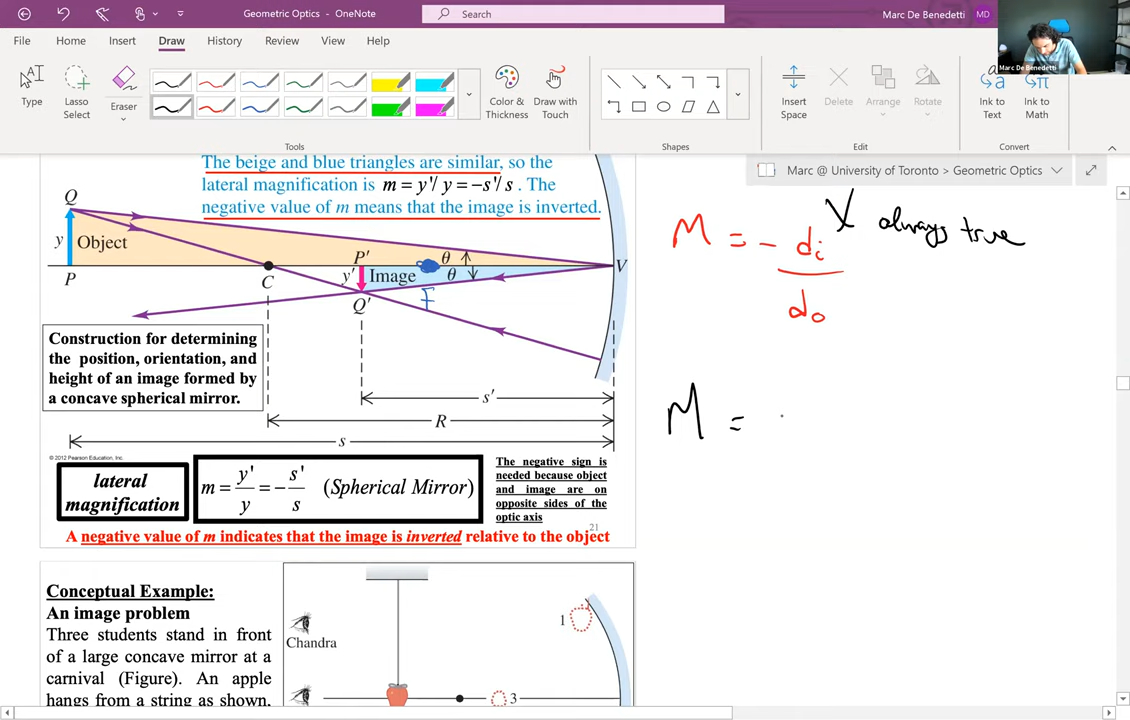 Geometric Optics - OneNote
Search
Marc De Benedetti
MD
Marc De Benedetti
File Home Insert Draw History Review View Help
Type
Lasso Select
Eraser
Color & Thickness
Draw with Touch
Insert Space
Delete
Arrange
Rotate
Ink to Text
Ink to Math
Tools
Shapes
Edit
Convert
Marc @ University of Toronto > Geometric Optics
The beige and blue triangles are similar, so the
lateral magnification is m = y'/ y = −s'/ s . The
negative value of m means that the image is inverted.
Q
y Object
P
C
P'
y' Image
Q'
θ
θ
F
V
Construction for determining
the position, orientation, and
height of an image formed by
a concave spherical mirror.
s'
R
s
© 2012 Pearson Education, Inc.
lateral
magnification
m = y'/y = − s'/s (Spherical Mirror)
The negative sign is
needed because object
and image are on
opposite sides of the
optic axis
21
A negative value of m indicates that the image is inverted relative to the object
M = − di/do
always true
M =
Conceptual Example:
An image problem
Three students stand in front
of a large concave mirror at a
carnival (Figure). An apple
hangs from a string as shown,
Chandra
1
3